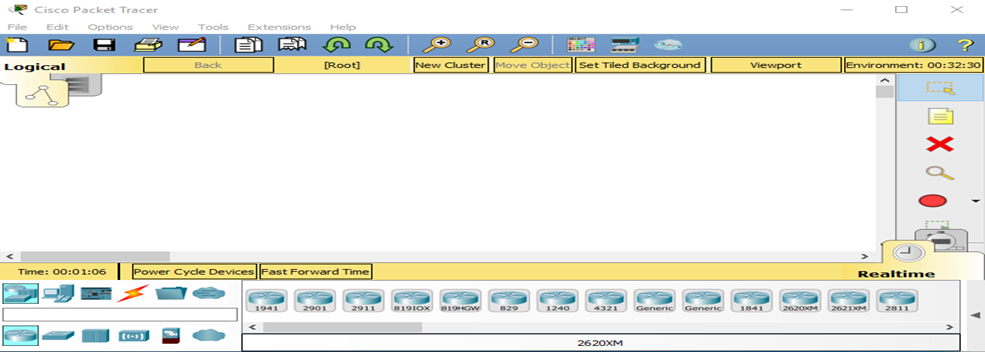 Cisco Packet Tracer
File Edit Options View Tools Extensions Help
R i ?
Logical Back [Root] New Cluster Move Object Set Tiled Background Viewport Environment: 00:32:30
Time: 00:01:06 Power Cycle Devices Fast Forward Time Realtime
1941 2901 2911 819IOX 819HGW 829 1240 4321 Generic Generic 1841 2620XM 2621XM 2811
2620XM